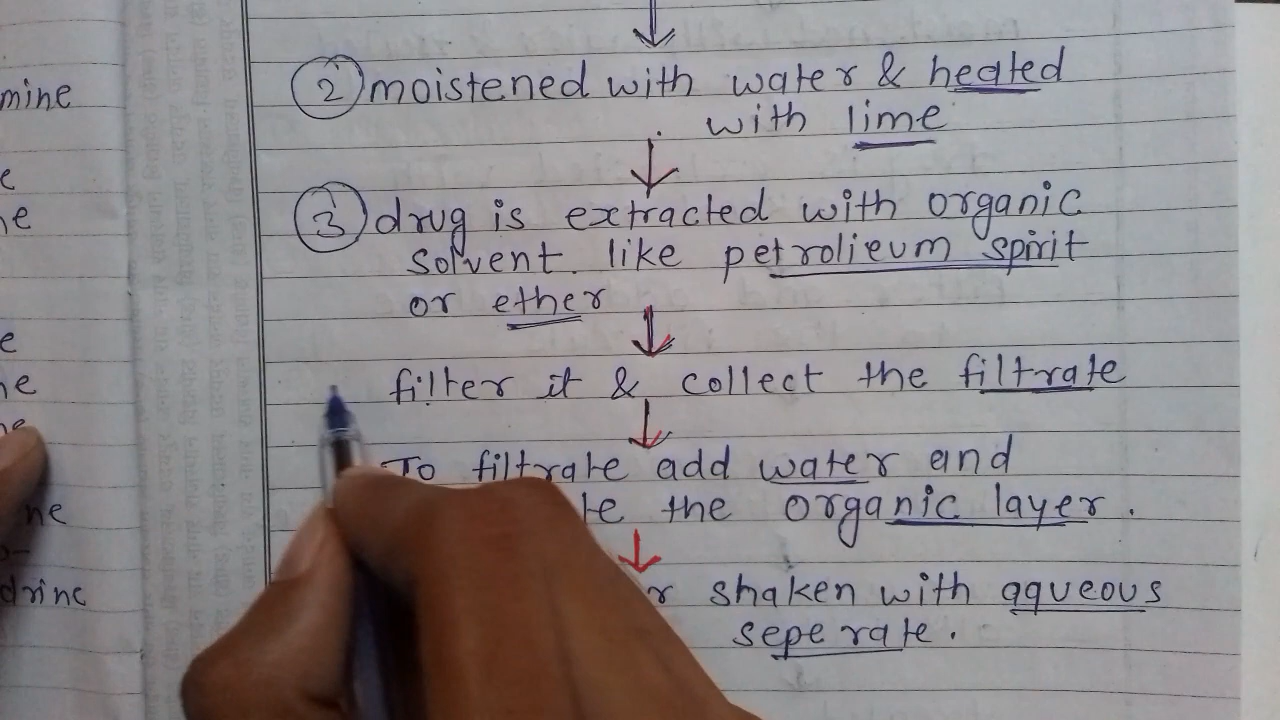 mine
e
ne
e
ne
ne
ne
drinc
② moistened with water & heated
with lime
③ drug is extracted with organic
solvent. like petrolieum spirit
or ether
filter it & collect the filtrate
To filtrate add water and
the organic layer.
shaken with aqueous
seperate.